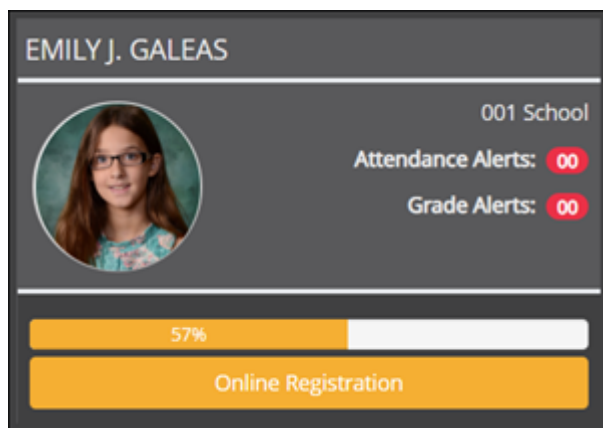 EMILY J. GALEAS
001 School
Attendance Alerts: 00
Grade Alerts: 00
57%
Online Registration